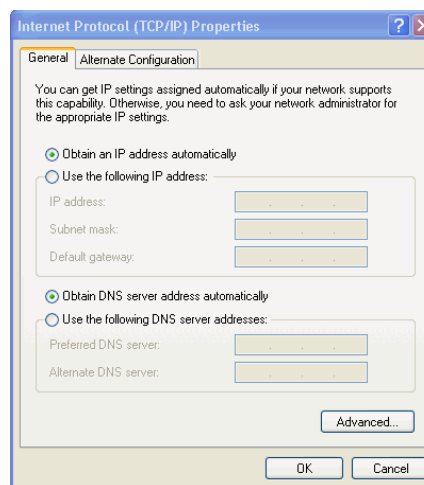 Internet Protocol (TCP/IP) Properties
General
Alternate Configuration
You can get IP settings assigned automatically if your network supports
this capability. Otherwise, you need to ask your network administrator for
the appropriate IP settings.
Obtain an IP address automatically
Use the following IP address:
IP address:
Subnet mask:
Default gateway:
Obtain DNS server address automatically
Use the following DNS server addresses:
Preferred DNS server:
Alternate DNS server:
Advanced...
OK
Cancel